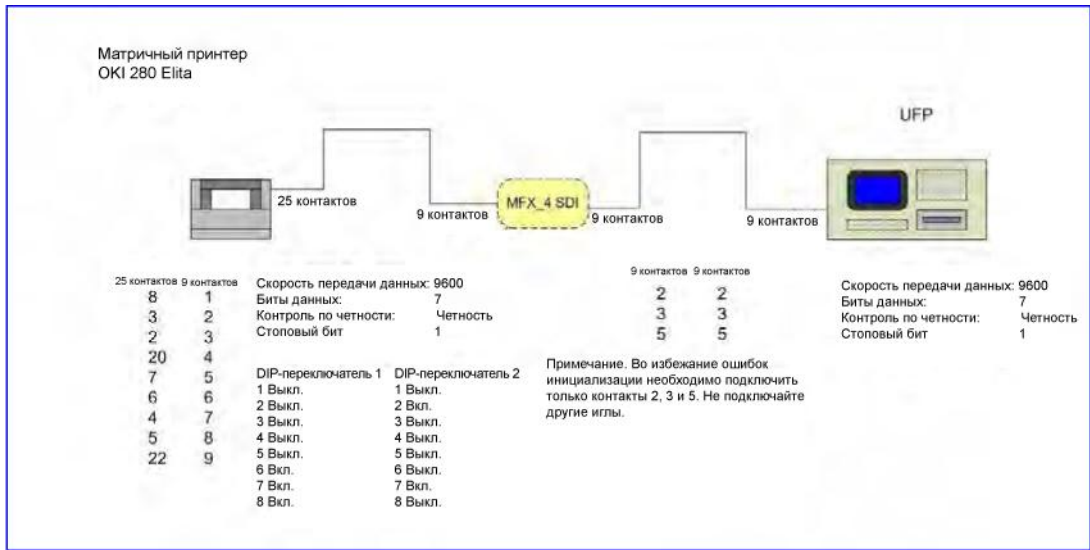 Матричный принтер
OKI 280 Elita
UFP
25 контактов
9 контактов
MFX_4 SDI
9 контактов
9 контактов
25 контактов 9 контактов
8 1
3 2
2 3
20 4
7 5
6 6
4 7
5 8
22 9
Скорость передачи данных: 9600
Биты данных: 7
Контроль по четности: Четность
Стоповый бит 1
DIP-переключатель 1 DIP-переключатель 2
1 Выкл. 1 Выкл.
2 Выкл. 2 Вкл.
3 Выкл. 3 Выкл.
4 Выкл. 4 Выкл.
5 Выкл. 5 Выкл.
6 Вкл. 6 Выкл.
7 Вкл. 7 Вкл.
8 Вкл. 8 Выкл.
9 контактов 9 контактов
2 2
3 3
5 5
Примечание. Во избежание ошибок
инициализации необходимо подключить
только контакты 2, 3 и 5. Не подключайте
другие иглы.
Скорость передачи данных: 9600
Биты данных: 7
Контроль по четности: Четность
Стоповый бит 1